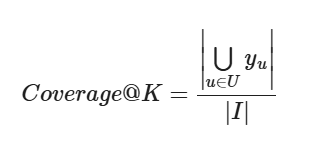 Coverage@K = |⋃_{u∈U} y_u| / |I|